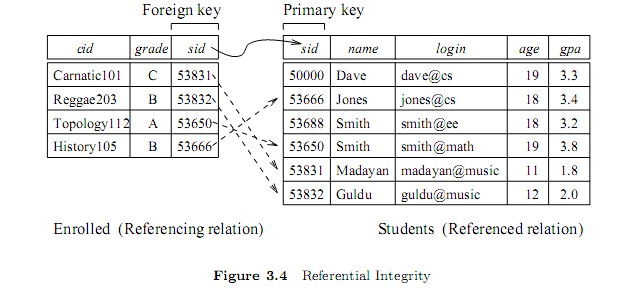 Foreign key Primary key
cid grade sid sid name login age gpa
Carnatic101 C 53831 50000 Dave dave@cs 19 3.3
Reggae203 B 53832 53666 Jones jones@cs 18 3.4
Topology112 A 53650 53688 Smith smith@ee 18 3.2
History105 B 53666 53650 Smith smith@math 19 3.8
53831 Madayan madayan@music 11 1.8
53832 Guldu guldu@music 12 2.0
Enrolled (Referencing relation) Students (Referenced relation)
Figure 3.4 Referential Integrity